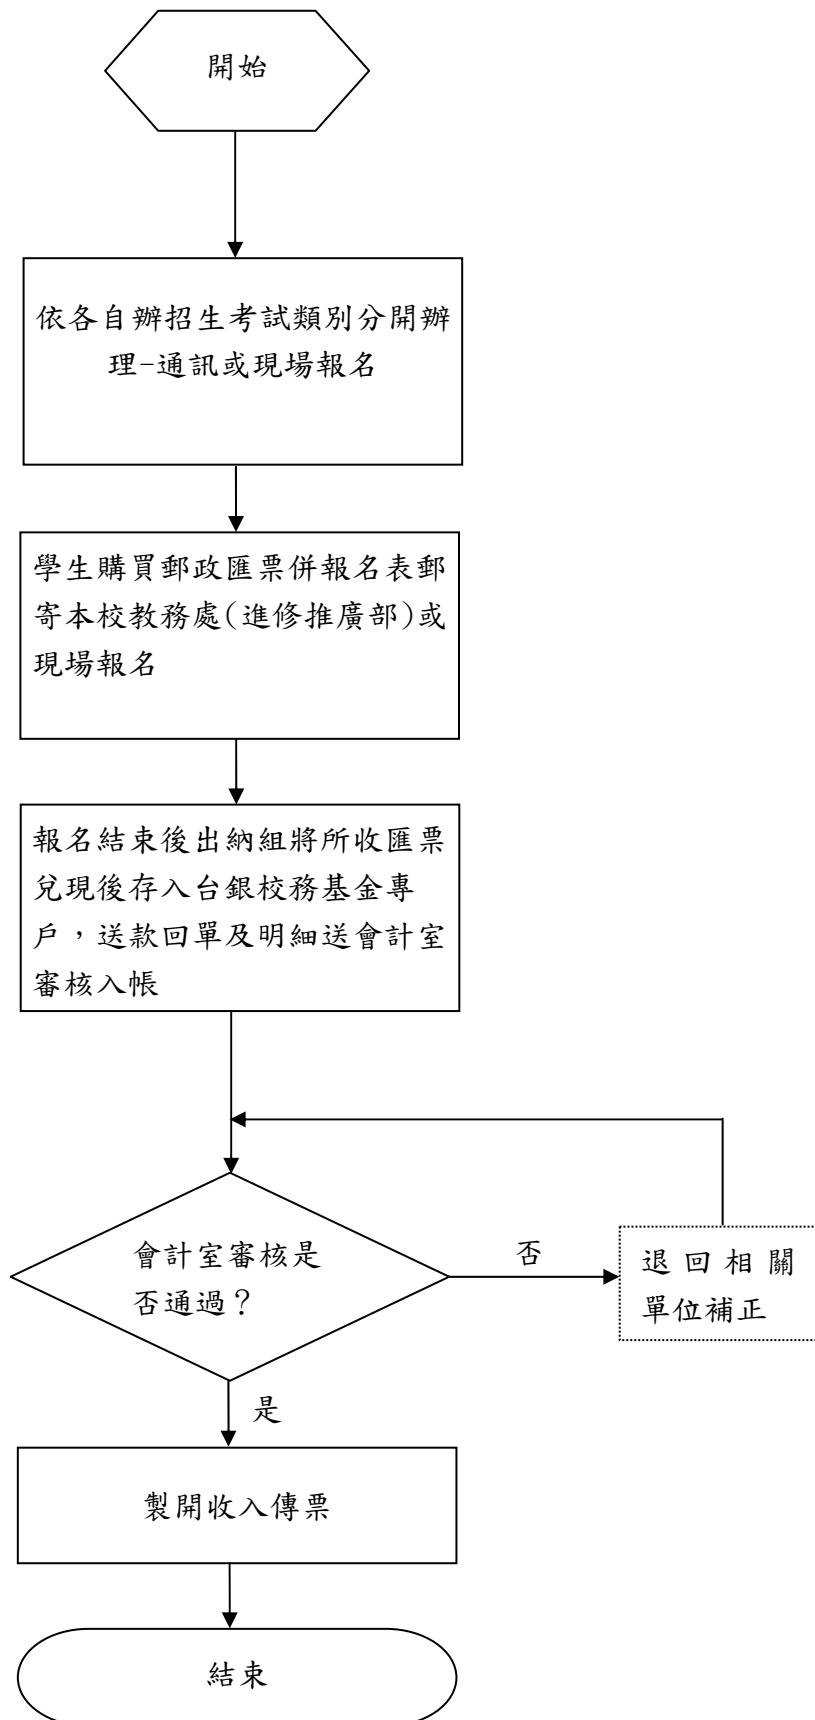 開始
依各自辦招生考試類別分開辦
理-通訊或現場報名
學生購買郵政匯票併報名表郵
寄本校教務處(進修推廣部)或
現場報名
報名結束後出納組將所收匯票
兌現後存入台銀校務基金專
戶，送款回單及明細送會計室
審核入帳
會計室審核是
否通過？
否
退回相關
單位補正
是
製開收入傳票
結束